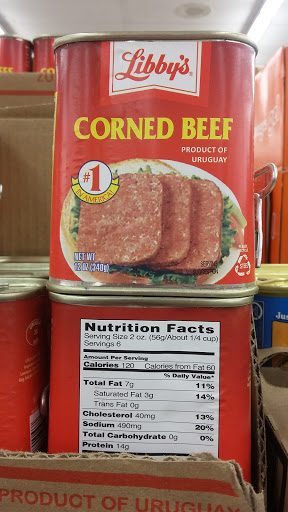 Libby's
CORNED BEEF
PRODUCT OF
URUGUAY
#1
IN AMERICA!
NET WT
12 OZ (340g)
Nutrition Facts
Serving Size 2 oz. (56g/About 1/4 cup)
Servings 6
Amount Per Serving
Calories 120 Calories from Fat 60
% Daily Value*
Total Fat 7g 11%
Saturated Fat 3g 14%
Trans Fat 0g
Cholesterol 40mg 13%
Sodium 490mg 20%
Total Carbohydrate 0g 0%
Protein 14g
PRODUCT OF URUGUAY